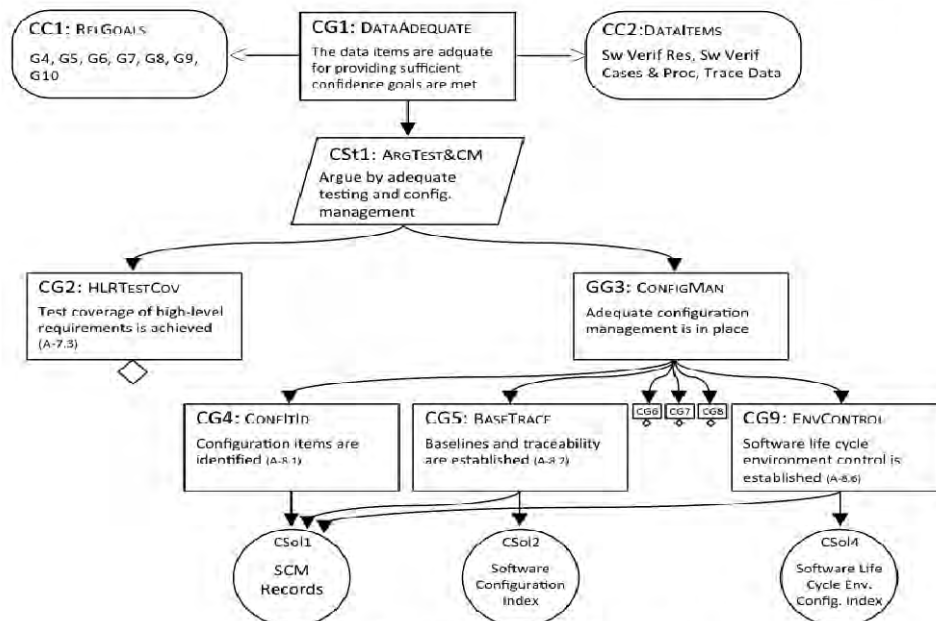 CC1: RELGOALS
G4, G5, G6, G7, G8, G9,
G10
CG1: DATAADEQUATE
The data items are adquate
for providing sufficient
confidence goals are met
CC2:DATAITEMS
Sw Verif Res, Sw Verif
Cases & Proc, Trace Data
CSt1: ARGTEST&CM
Argue by adequate
testing and config.
management
CG2: HLRTESTCOV
Test coverage of high-level
requirements is achieved
(A-7.3)
GG3: CONFIGMAN
Adequate configuration
management is in place
CG4: CONFITID
Configuration items are
identified (A-8.1)
CG5: BASETRACE
Baselines and traceability
are established (A-8.2)
CG6
CG7
CG8
CG9: ENVCONTROL
Software life cycle
environment control is
established (A-8.6)
CSol1
SCM
Records
CSol2
Software
Configuration
Index
CSol4
Software Life
Cycle Env.
Config. Index